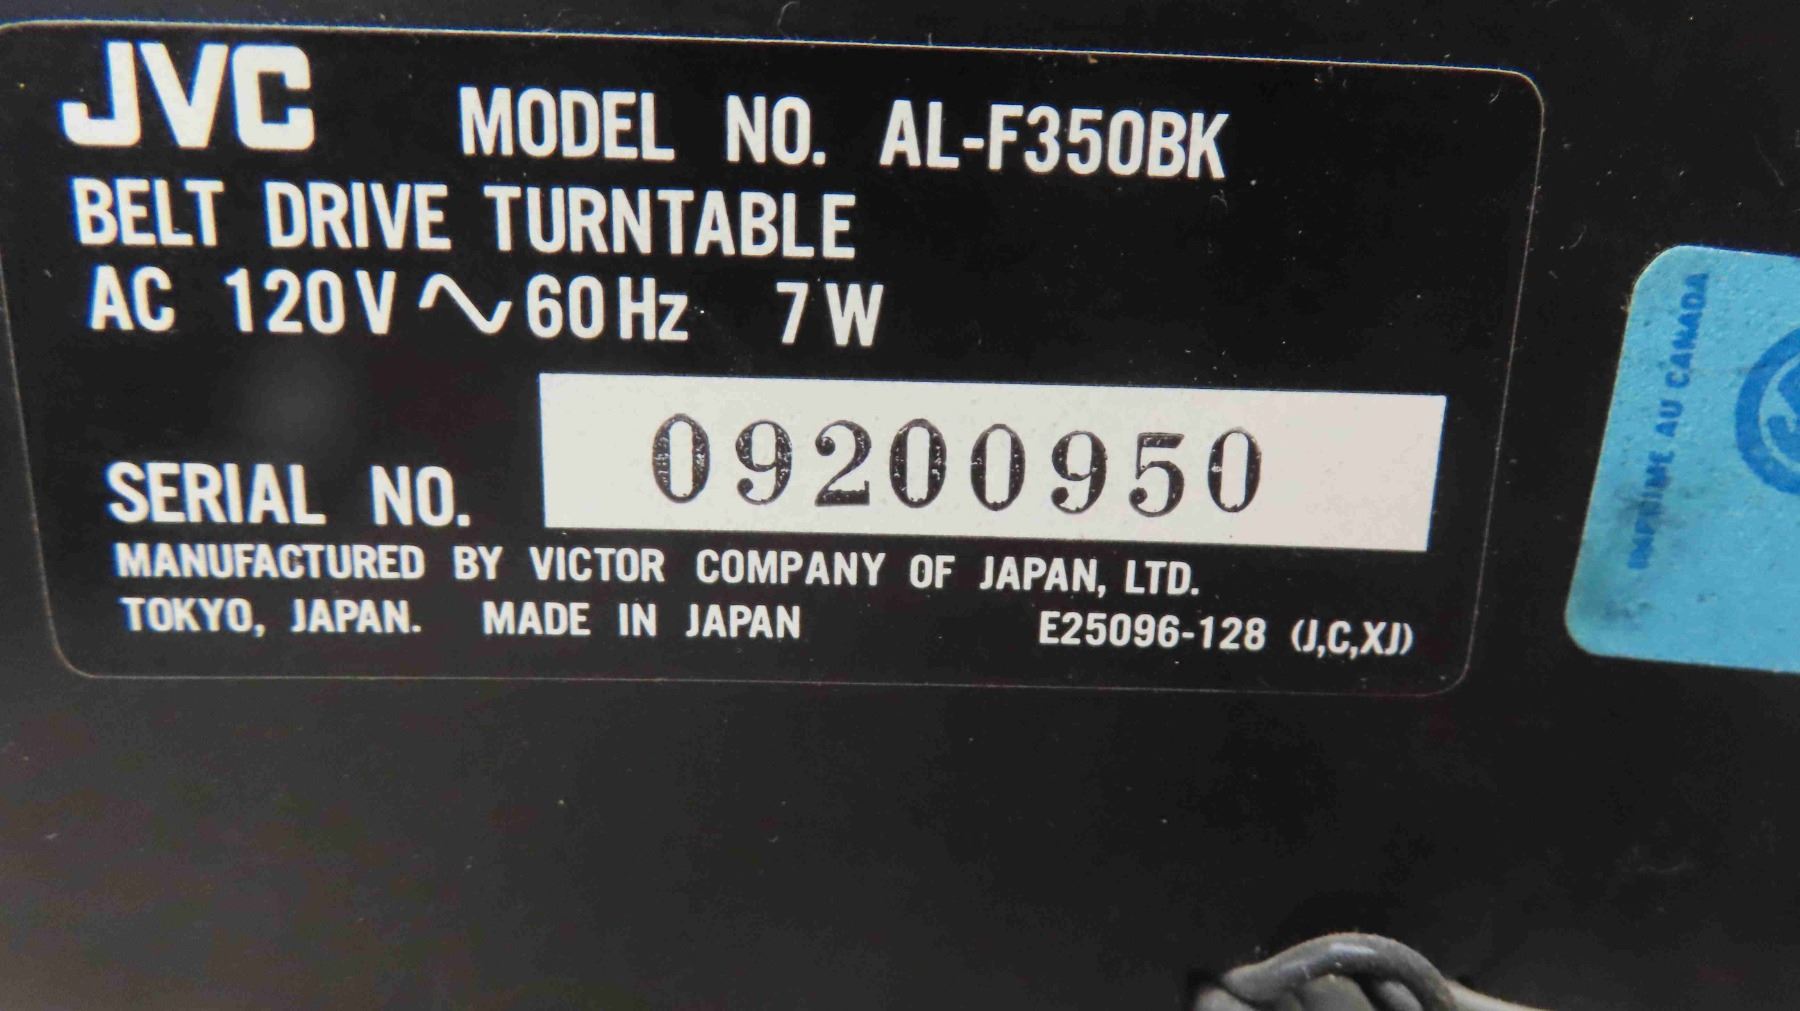 JVC MODEL NO. AL-F350BK
BELT DRIVE TURNTABLE
AC 120V ~ 60Hz 7W
SERIAL NO. 09200950
MANUFACTURED BY VICTOR COMPANY OF JAPAN, LTD.
TOKYO, JAPAN. MADE IN JAPAN E25096-128 (J,C,XJ)
IMPRIME AU CANADA